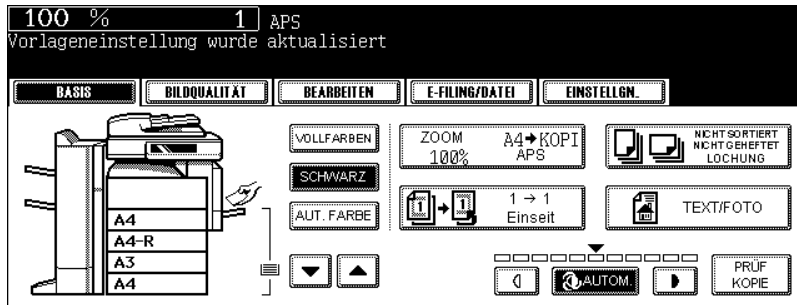 100 % 1 APS
Vorlageneinstellung wurde aktualisiert
BASIS BILDQUALITÄT BEARBEITEN E-FILING/DATEI EINSTELLGN.
VOLLFARBEN
SCHWARZ
AUT. FARBE
ZOOM A4➔KOPI
100% APS
NICHT SORTIERT
NICHT GEHEFTET
LOCHUNG
1 1
1 → 1
Einseit
TEXT/FOTO
A4
A4-R
A3
A4
AUTOM.
PRÜF
KOPIE